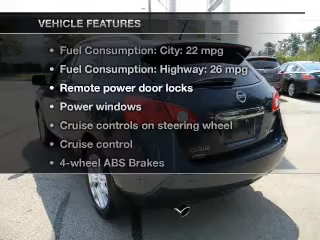 VEHICLE FEATURES
Fuel Consumption: City: 22 mpg
Fuel Consumption: Highway: 26 mpg
Remote power door locks
Power windows
Cruise controls on steering wheel
Cruise control
4-wheel ABS Brakes